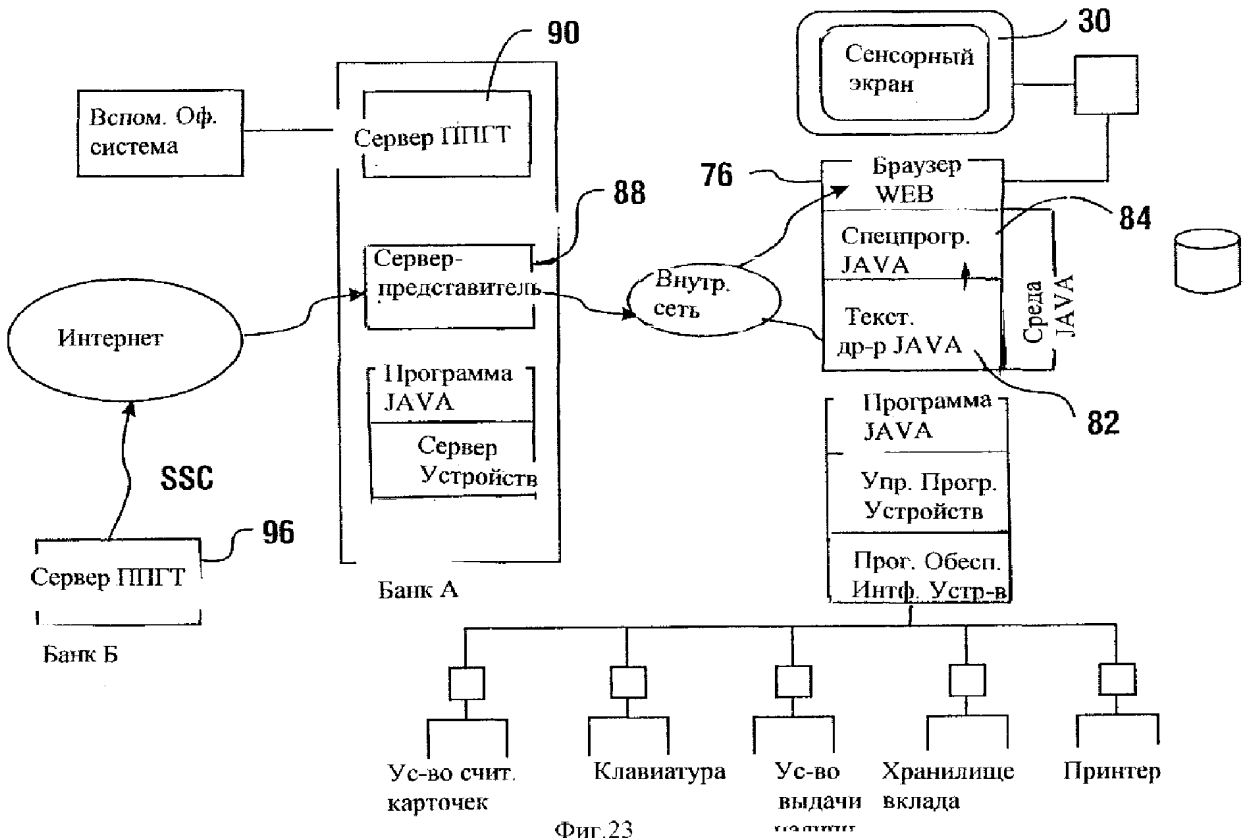 90
30
Сенсорный
экран
Вспом. Оф.
система
Сервер ППГТ
76
Браузер
WEB
88
84
Спецпрогр.
JAVA
Сервер-
представитель
Внутр.
сеть
Среда
JAVA
Интернет
Текст.
др-р JAVA
Программа
JAVA
82
Программа
JAVA
Сервер
Устройств
SSC
Упр. Прогр.
Устройств
96
Сервер ППГТ
Прог. Обесп.
Интф. Устр-в
Банк А
Банк Б
Ус-во счит.
карточек
Клавиатура
Ус-во
выдачи
Хранилище
вклада
Принтер
Фиг.23